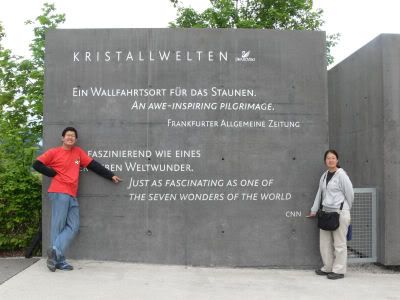 KRISTALLWELTEN SWAROVSKI
EIN WALLFAHRTSORT FÜR DAS STAUNEN.
AN AWE-INSPIRING PILGRIMAGE.
FRANKFURTER ALLGEMEINE ZEITUNG
FASZINIEREND WIE EINES
WELTWUNDER.
JUST AS FASCINATING AS ONE OF
THE SEVEN WONDERS OF THE WORLD
CNN